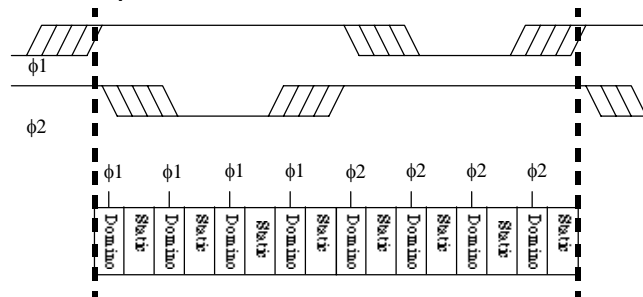 ϕ1
ϕ2
ϕ1 ϕ1 ϕ1 ϕ1 ϕ2 ϕ2 ϕ2 ϕ2
Domino Static Domino Static Domino Static Domino Static Domino Static Domino Static Domino Static Domino Static